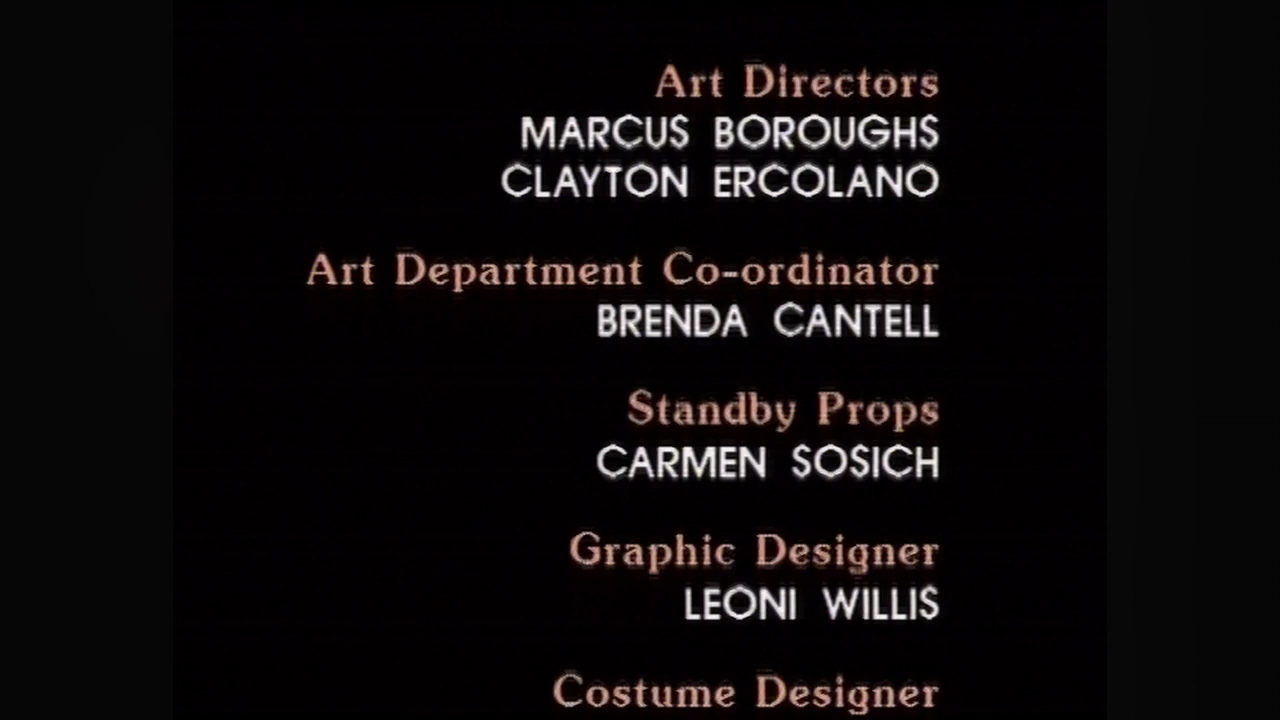 Art Directors
MARCUS BOROUGHS
CLAYTON ERCOLANO
Art Department Co-ordinator
BRENDA CANTELL
Standby Props
CARMEN SOSICH
Graphic Designer
LEONI WILLIS
Costume Designer